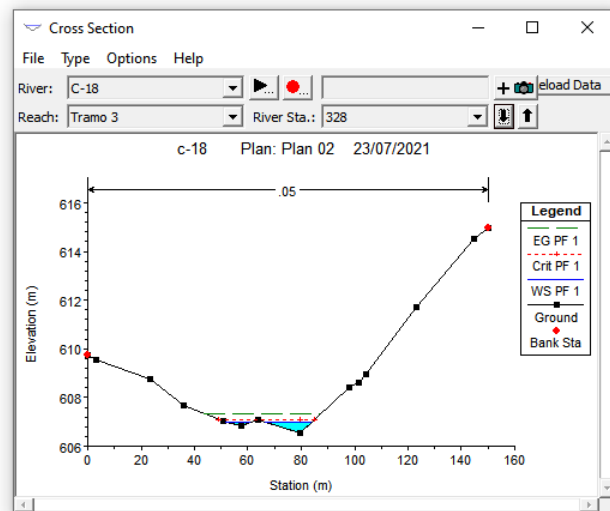 Cross Section
File Type Options Help
River: C-18 ... ... + eload Data
Reach: Tramo 3 River Sta.: 328
c-18 Plan: Plan 02 23/07/2021
.05
616
614
612
610
608
606
Elevation (m)
0 20 40 60 80 100 120 140 160
Station (m)
Legend
EG PF 1
Crit PF 1
WS PF 1
Ground
Bank Sta